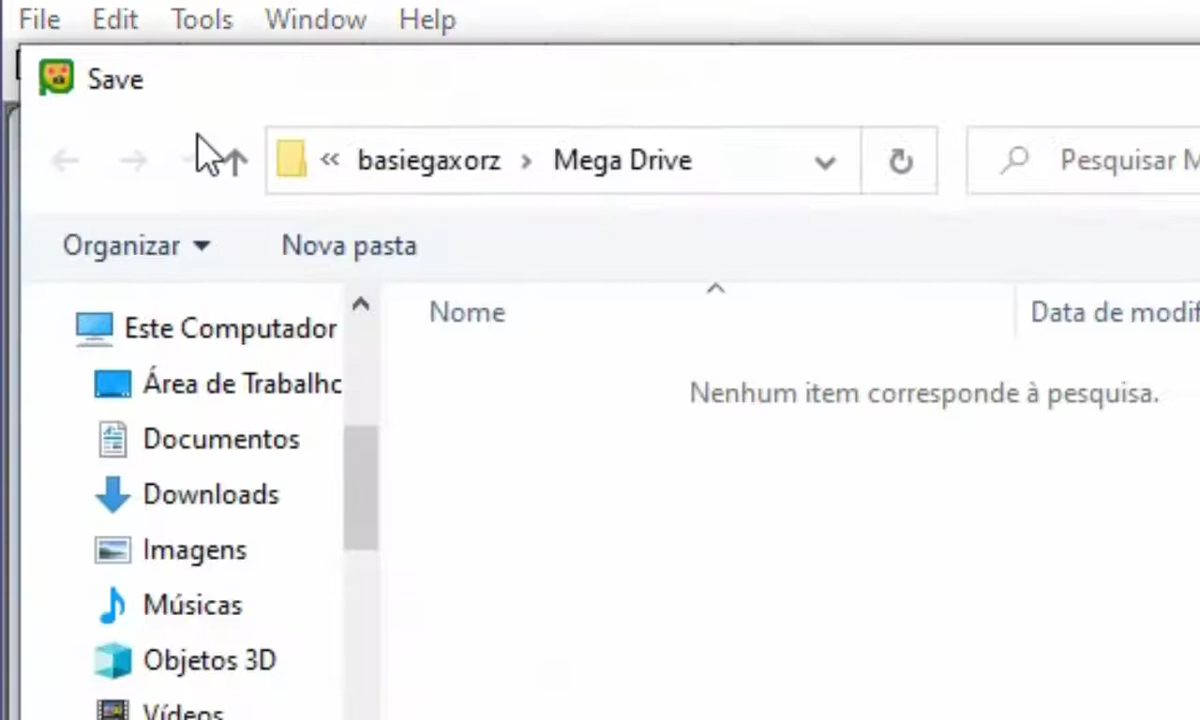 File Edit Tools Window Help
Save
« basiegaxorz › Mega Drive
Pesquisar M
Organizar Nova pasta
Nome Data de modif
Este Computador
Nenhum item corresponde à pesquisa.
Área de Trabalho
Documentos
Downloads
Imagens
Músicas
Objetos 3D
Vídeos